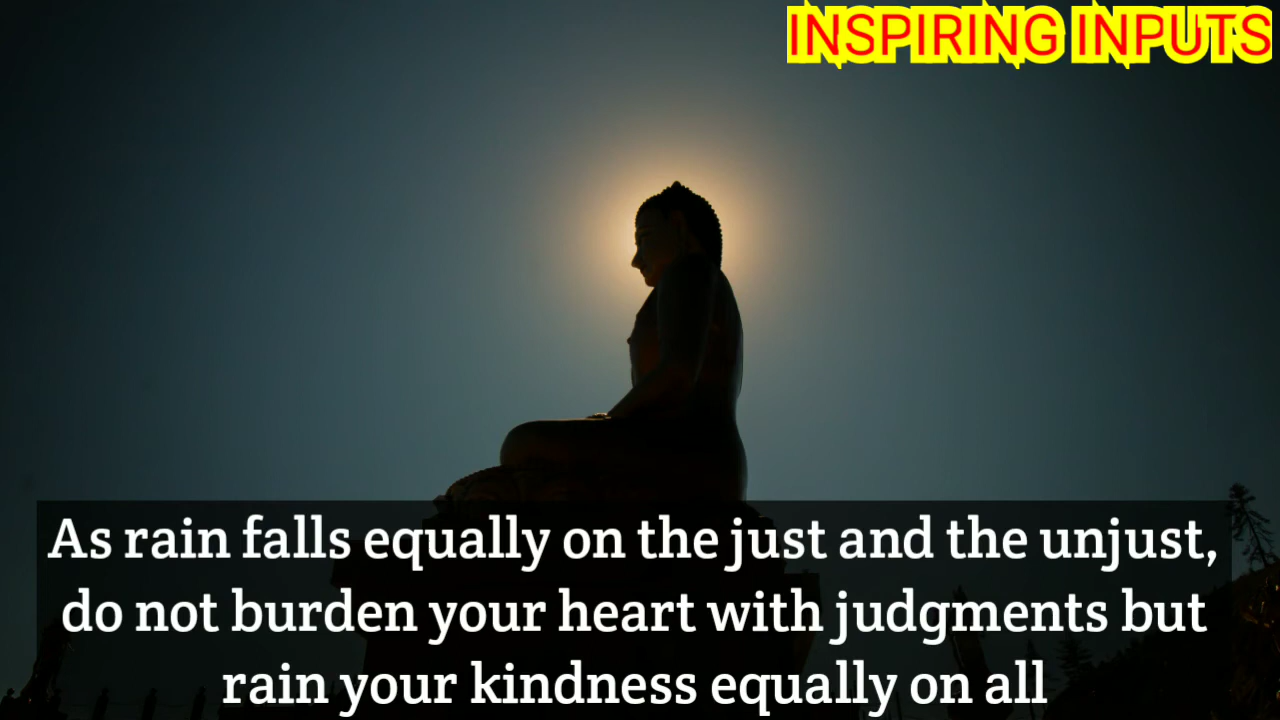 INSPIRING INPUTS
As rain falls equally on the just and the unjust,
do not burden your heart with judgments but
rain your kindness equally on all